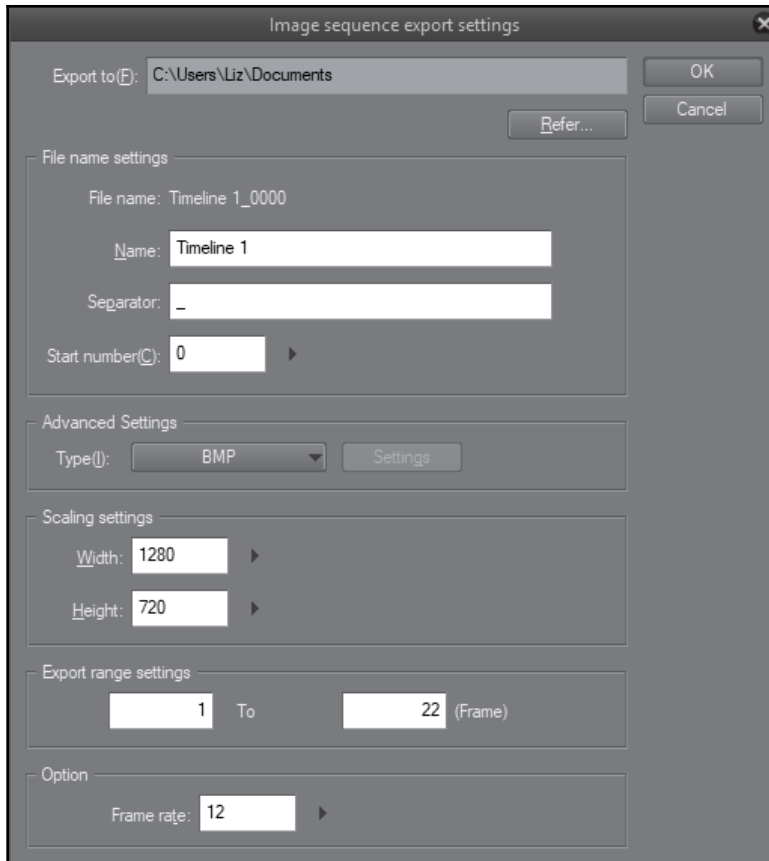 Image sequence export settings
Export to(F): C:\Users\Liz\Documents
OK
Cancel
Refer...
File name settings
File name: Timeline 1_0000
Name: Timeline 1
Separator: _
Start number(C): 0
Advanced Settings
Type(I): BMP Settings
Scaling settings
Width: 1280
Height: 720
Export range settings
1 To 22 (Frame)
Option
Frame rate: 12